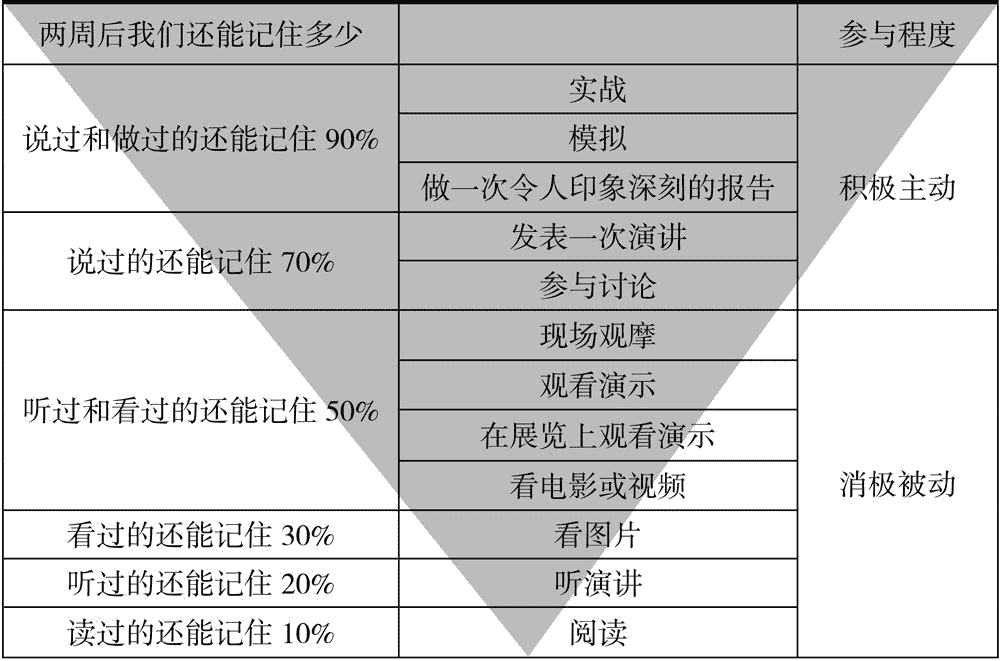 两周后我们还能记住多少
参与程度
说过和做过的还能记住 90%
实战
模拟
做一次令人印象深刻的报告
积极主动
说过的还能记住 70%
发表一次演讲
参与讨论
听过和看过的还能记住 50%
现场观摩
观看演示
在展览上观看演示
看电影或视频
消极被动
看过的还能记住 30%
看图片
听过的还能记住 20%
听演讲
读过的还能记住 10%
阅读